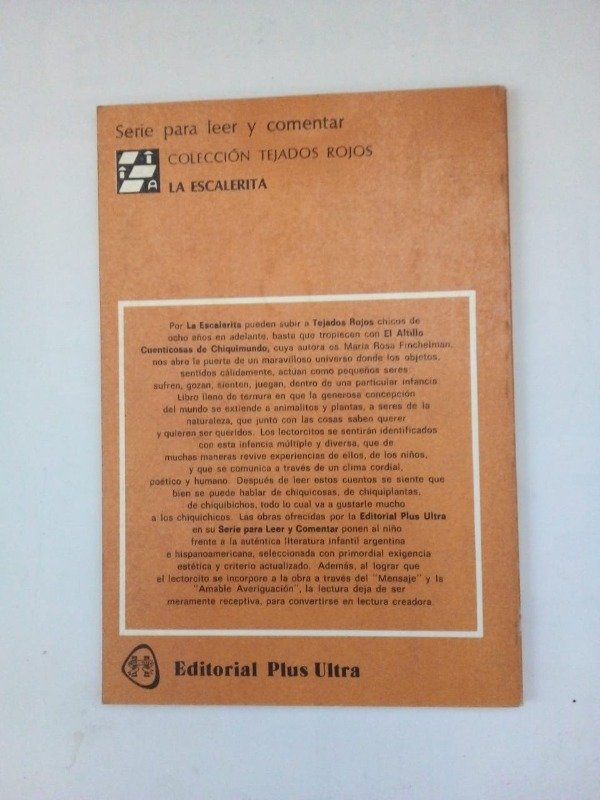 Serie para leer y comentar
COLECCIÓN TEJADOS ROJOS
LA ESCALERITA
Por La Escalerita pueden subir a Tejados Rojos chicos de
ocho años en adelante, hasta que tropiecen con El Altillo
Cuenticosas de Chiquimundo, cuya autora es María Rosa Finchelman,
nos abre la puerta de un maravilloso universo donde los objetos,
sentidos cálidamente, actúan como pequeños seres:
sufren, gozan, sienten, juegan, dentro de una particular infancia
Libro lleno de ternura en que la generosa concepción
del mundo se extiende a animalitos y plantas, a seres de la
naturaleza, que junto con las cosas saben querer
y quieren ser queridos. Los lectorcitos se sentirán identificados
con esta infancia múltiple y diversa, que de
muchas maneras revive experiencias de ellos, de los niños,
y que se comunica a través de un clima cordial,
poético y humano. Después de leer estos cuentos se siente que
bien se puede hablar de chiquicosas, de chiquiplantas,
de chiquibichos, todo lo cual va a gustarle mucho
a los chiquichicos. Las obras ofrecidas por la Editorial Plus Ultra
en su Serie para Leer y Comentar ponen al niño
frente a la auténtica literatura infantil argentina
e hispanoamericana, seleccionada con primordial exigencia
estética y criterio actualizado. Además, al lograr que
el lectorcito se incorpore a la obra a través del "Mensaje" y la
"Amable Averiguación", la lectura deja de ser
meramente receptiva, para convertirse en lectura creadora.
Editorial Plus Ultra